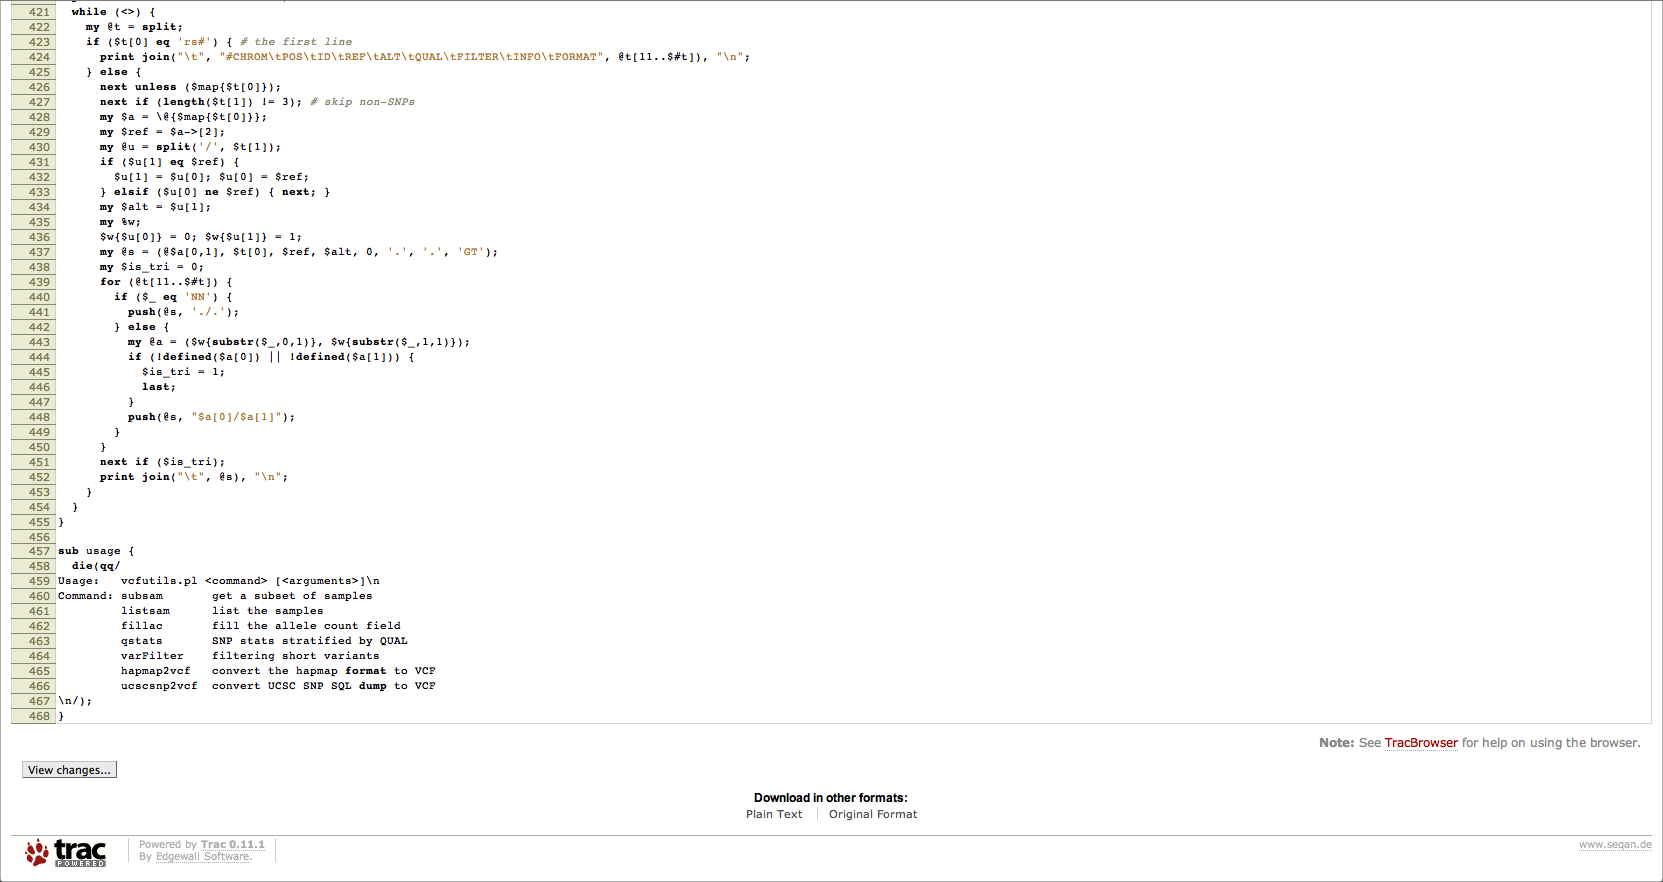 421 while (<>) {
422 my @t = split;
423 if ($t[0] eq 'rs#') { # the first line
424 print join("\t", "#CHROM\tPOS\tID\tREF\tALT\tQUAL\tFILTER\tINFO\tFORMAT", @t[11..$#t]), "\n";
425 } else {
426 next unless ($map{$t[0]});
427 next if (length($t[1]) != 3); # skip non-SNPs
428 my $a = \@{$map{$t[0]}};
429 my $ref = $a->[2];
430 my @u = split('/', $t[1]);
431 if ($u[1] eq $ref) {
432 $u[1] = $u[0]; $u[0] = $ref;
433 } elsif ($u[0] ne $ref) { next; }
434 my $alt = $u[1];
435 my %w;
436 $w{$u[0]} = 0; $w{$u[1]} = 1;
437 my @s = (@$a[0,1], $t[0], $ref, $alt, 0, '.', '.', 'GT');
438 my $is_tri = 0;
439 for (@t[11..$#t]) {
440 if ($_ eq 'NN') {
441 push(@s, './.');
442 } else {
443 my @a = ($w{substr($_,0,1)}, $w{substr($_,1,1)});
444 if (!defined($a[0]) || !defined($a[1])) {
445 $is_tri = 1;
446 last;
447 }
448 push(@s, "$a[0]/$a[1]");
449 }
450 }
451 next if ($is_tri);
452 print join("\t", @s), "\n";
453 }
454 }
455 }
456
457 sub usage {
458 die(qq/
459 Usage: vcfutils.pl <command> [<arguments>]\n
460 Command: subsam get a subset of samples
461 listsam list the samples
462 fillac fill the allele count field
463 qstats SNP stats stratified by QUAL
464 varFilter filtering short variants
465 hapmap2vcf convert the hapmap format to VCF
466 ucscsnp2vcf convert UCSC SNP SQL dump to VCF
467 \n/);
468 }
Note: See TracBrowser for help on using the browser.
View changes...
Download in other formats:
Plain Text Original Format
trac POWERED
Powered by Trac 0.11.1
By Edgewall Software.
www.seqan.de